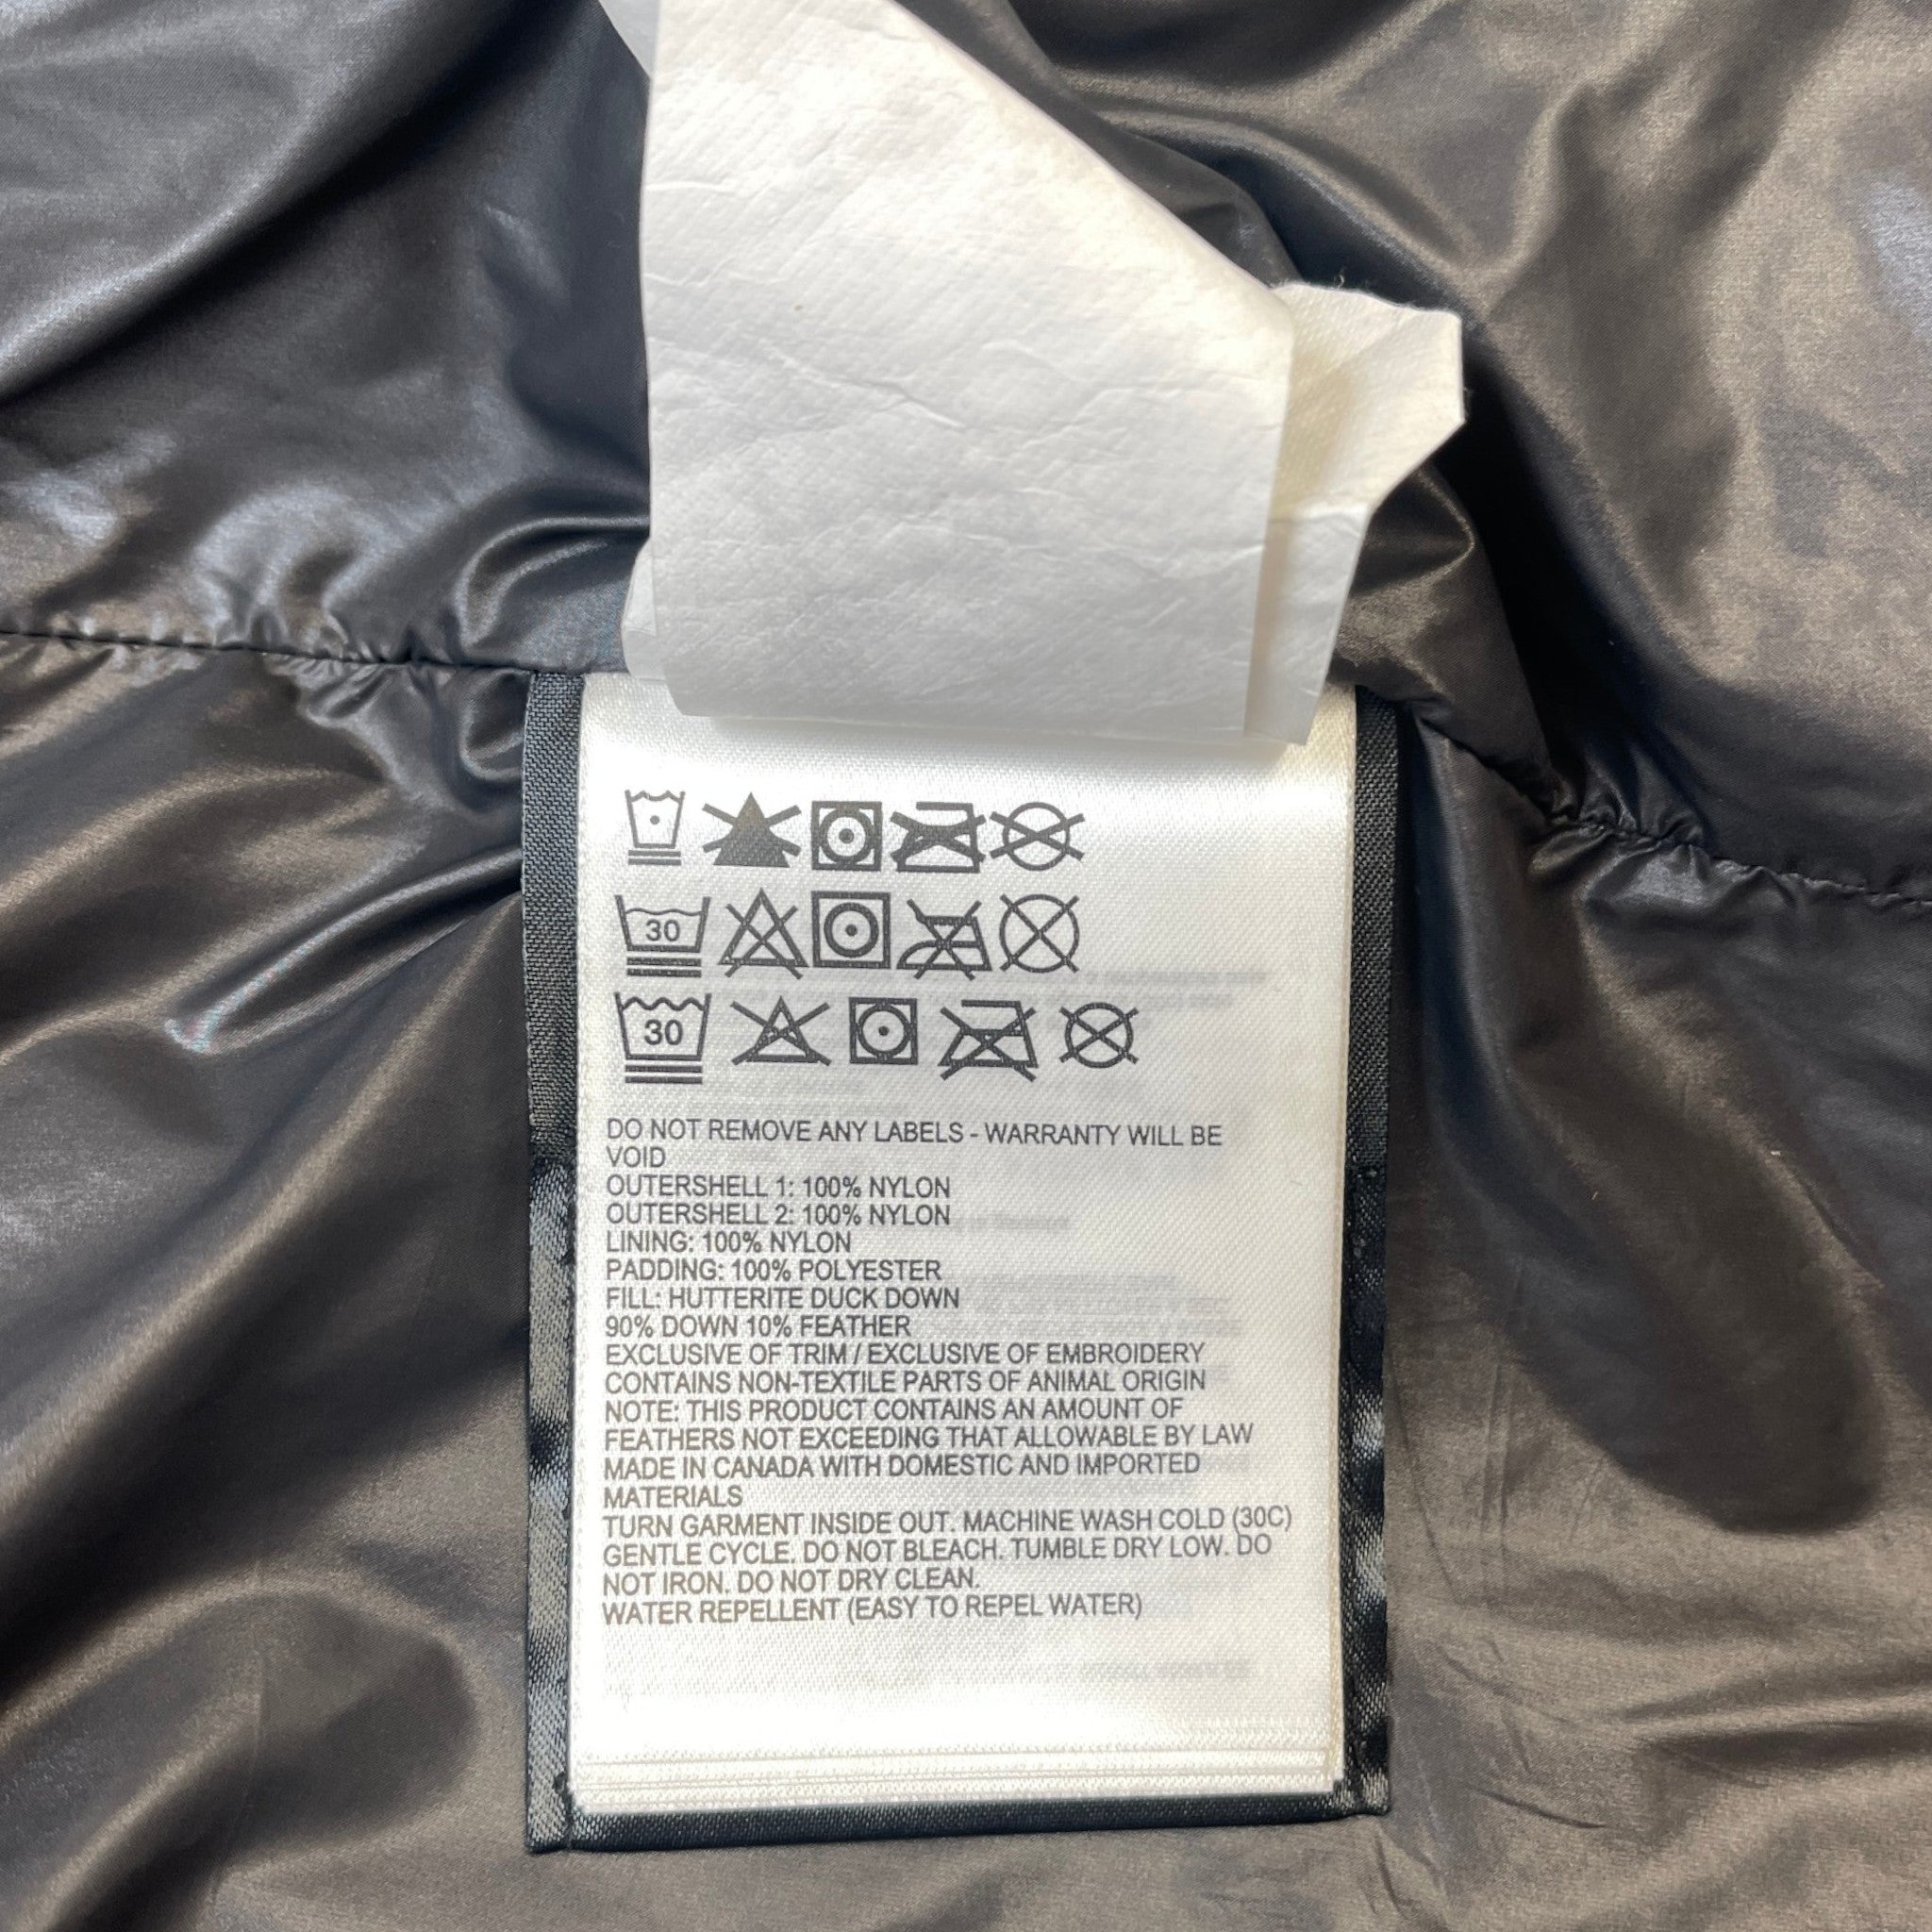 30
30
DO NOT REMOVE ANY LABELS - WARRANTY WILL BE
VOID
OUTERSHELL 1: 100% NYLON
OUTERSHELL 2: 100% NYLON
LINING: 100% NYLON
PADDING: 100% POLYESTER
FILL: HUTTERITE DUCK DOWN
90% DOWN 10% FEATHER
EXCLUSIVE OF TRIM / EXCLUSIVE OF EMBROIDERY
CONTAINS NON-TEXTILE PARTS OF ANIMAL ORIGIN
NOTE: THIS PRODUCT CONTAINS AN AMOUNT OF
FEATHERS NOT EXCEEDING THAT ALLOWABLE BY LAW
MADE IN CANADA WITH DOMESTIC AND IMPORTED
MATERIALS
TURN GARMENT INSIDE OUT. MACHINE WASH COLD (30C)
GENTLE CYCLE. DO NOT BLEACH. TUMBLE DRY LOW. DO
NOT IRON. DO NOT DRY CLEAN.
WATER REPELLENT (EASY TO REPEL WATER)